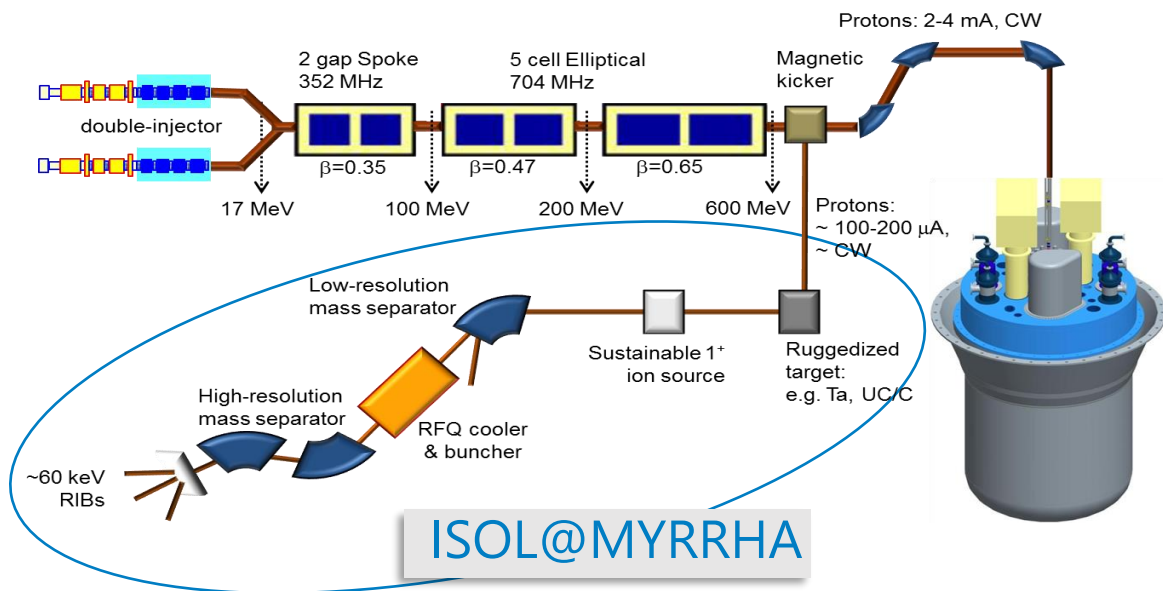 Protons: 2-4 mA, CW
2 gap Spoke
352 MHz
5 cell Elliptical
704 MHz
Magnetic
kicker
double-injector
β=0.35
β=0.47
β=0.65
17 MeV
100 MeV
200 MeV
600 MeV
Protons:
~ 100-200 μA,
~ CW
Low-resolution
mass separator
Sustainable 1⁺
ion source
Ruggedized
target:
e.g. Ta, UC/C
High-resolution
mass separator
RFQ cooler
& buncher
~60 keV
RIBs
ISOL@MYRRHA